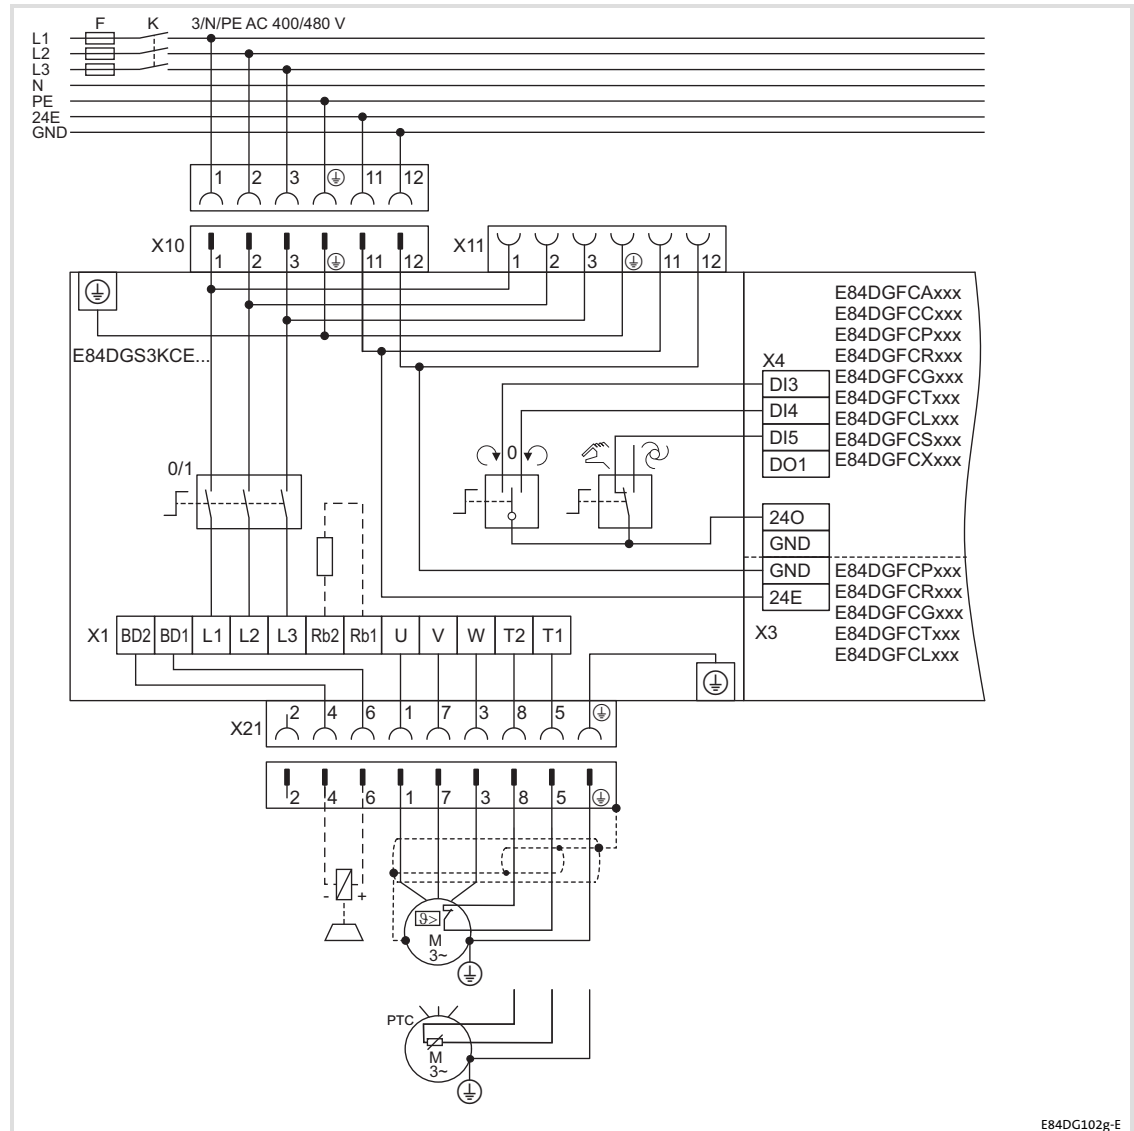 F K 3/N/PE AC 400/480 V
L1
L2
L3
N
PE
24E
GND
1 2 3 11 12
X10 X11
1 2 3 11 12 1 2 3 11 12
E84DGFCAxxx
E84DGFCCxxx
E84DGFCPxxx
E84DGS3KCE... E84DGFCRxxx
X4
E84DGFCGxxx
DI3
E84DGFCTxxx
DI4
E84DGFCLxxx
DI5 E84DGFCSxxx
DO1 E84DGFCXxxx
0
0/1
24O
GND
GND E84DGFCPxxx
24E E84DGFCRxxx
E84DGFCGxxx
X3 E84DGFCTxxx
E84DGFCLxxx
X1 BD2 BD1 L1 L2 L3 Rb2 Rb1 U V W T2 T1
X21 2 4 6 1 7 3 8 5
2 4 6 1 7 3 8 5
- +
ϑ>
M
3~
PTC
M
3~
E84DG102g-E